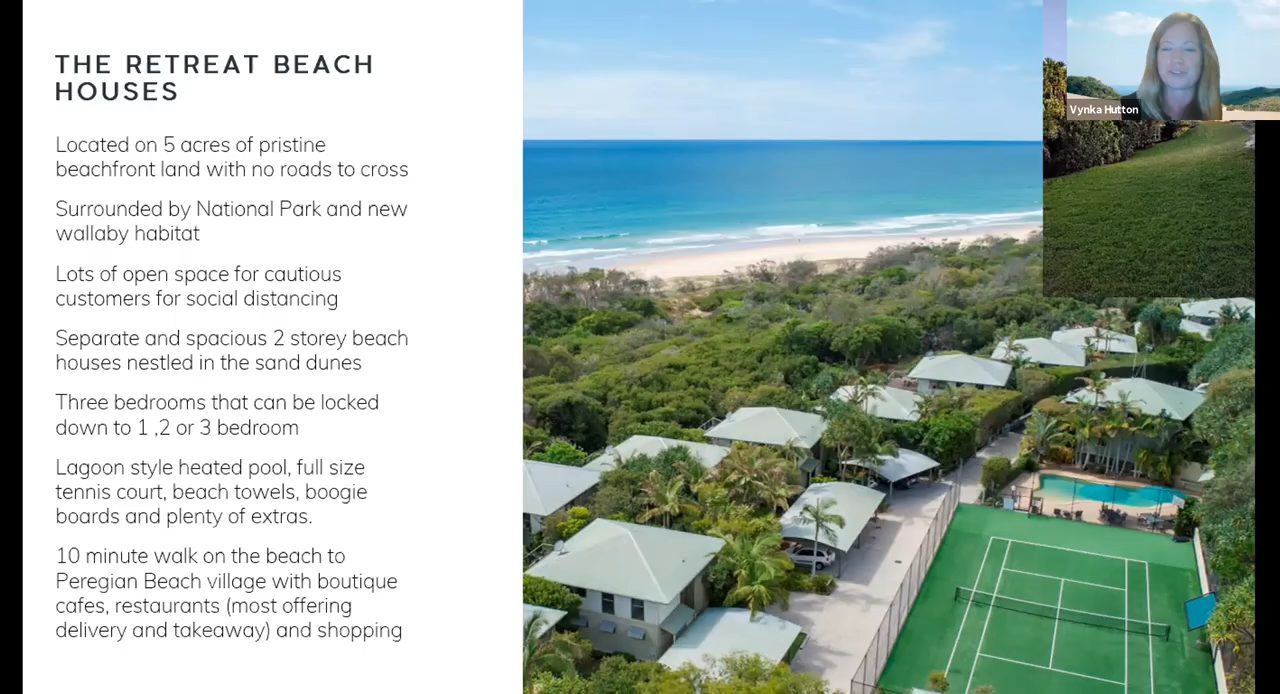 THE RETREAT BEACH
HOUSES
Located on 5 acres of pristine
beachfront land with no roads to cross
Surrounded by National Park and new
wallaby habitat
Lots of open space for cautious
customers for social distancing
Separate and spacious 2 storey beach
houses nestled in the sand dunes
Three bedrooms that can be locked
down to 1 ,2 or 3 bedroom
Lagoon style heated pool, full size
tennis court, beach towels, boogie
boards and plenty of extras.
10 minute walk on the beach to
Peregian Beach village with boutique
cafes, restaurants (most offering
delivery and takeaway) and shopping
Vynka Hutton